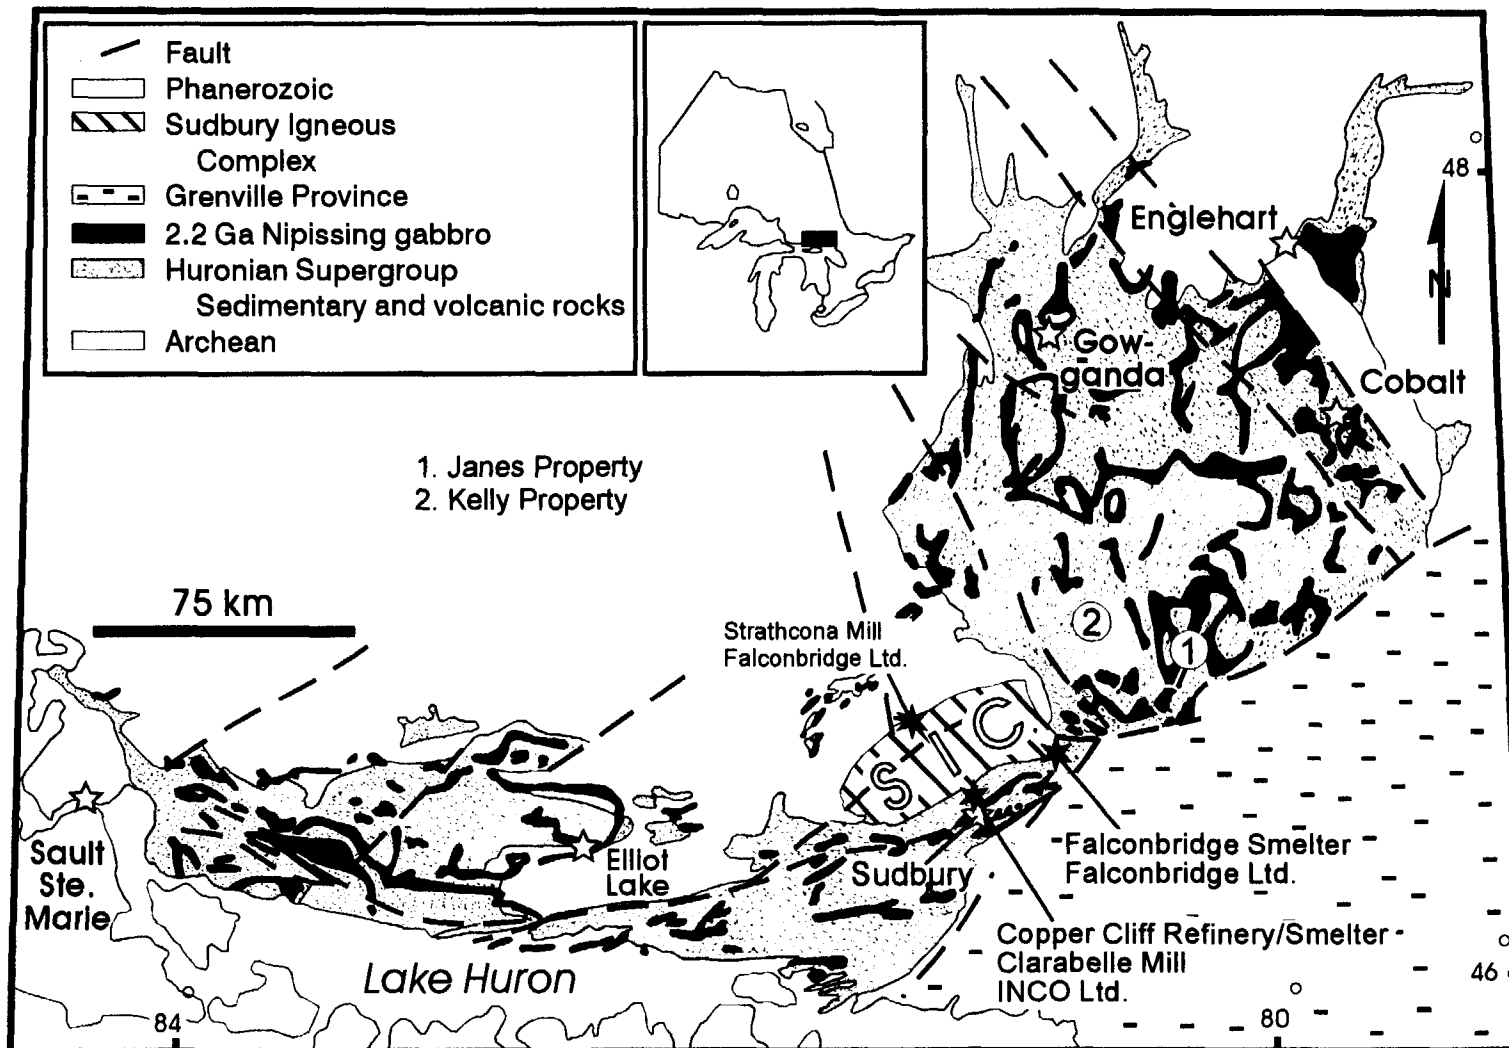 Fault
Phanerozoic
Sudbury Igneous
Complex
Grenville Province
2.2 Ga Nipissing gabbro
Huronian Supergroup
Sedimentary and volcanic rocks
Archean
48
N
Englehart
Gow-
ganda
Cobalt
1. Janes Property
2. Kelly Property
75 km
Strathcona Mill
Falconbridge Ltd.
2
1
SIC
Sault
Ste.
Marie
Elliot
Lake
Sudbury
Falconbridge Smelter
Falconbridge Ltd.
Copper Cliff Refinery/Smelter
Clarabelle Mill
INCO Ltd.
Lake Huron
46
84
80